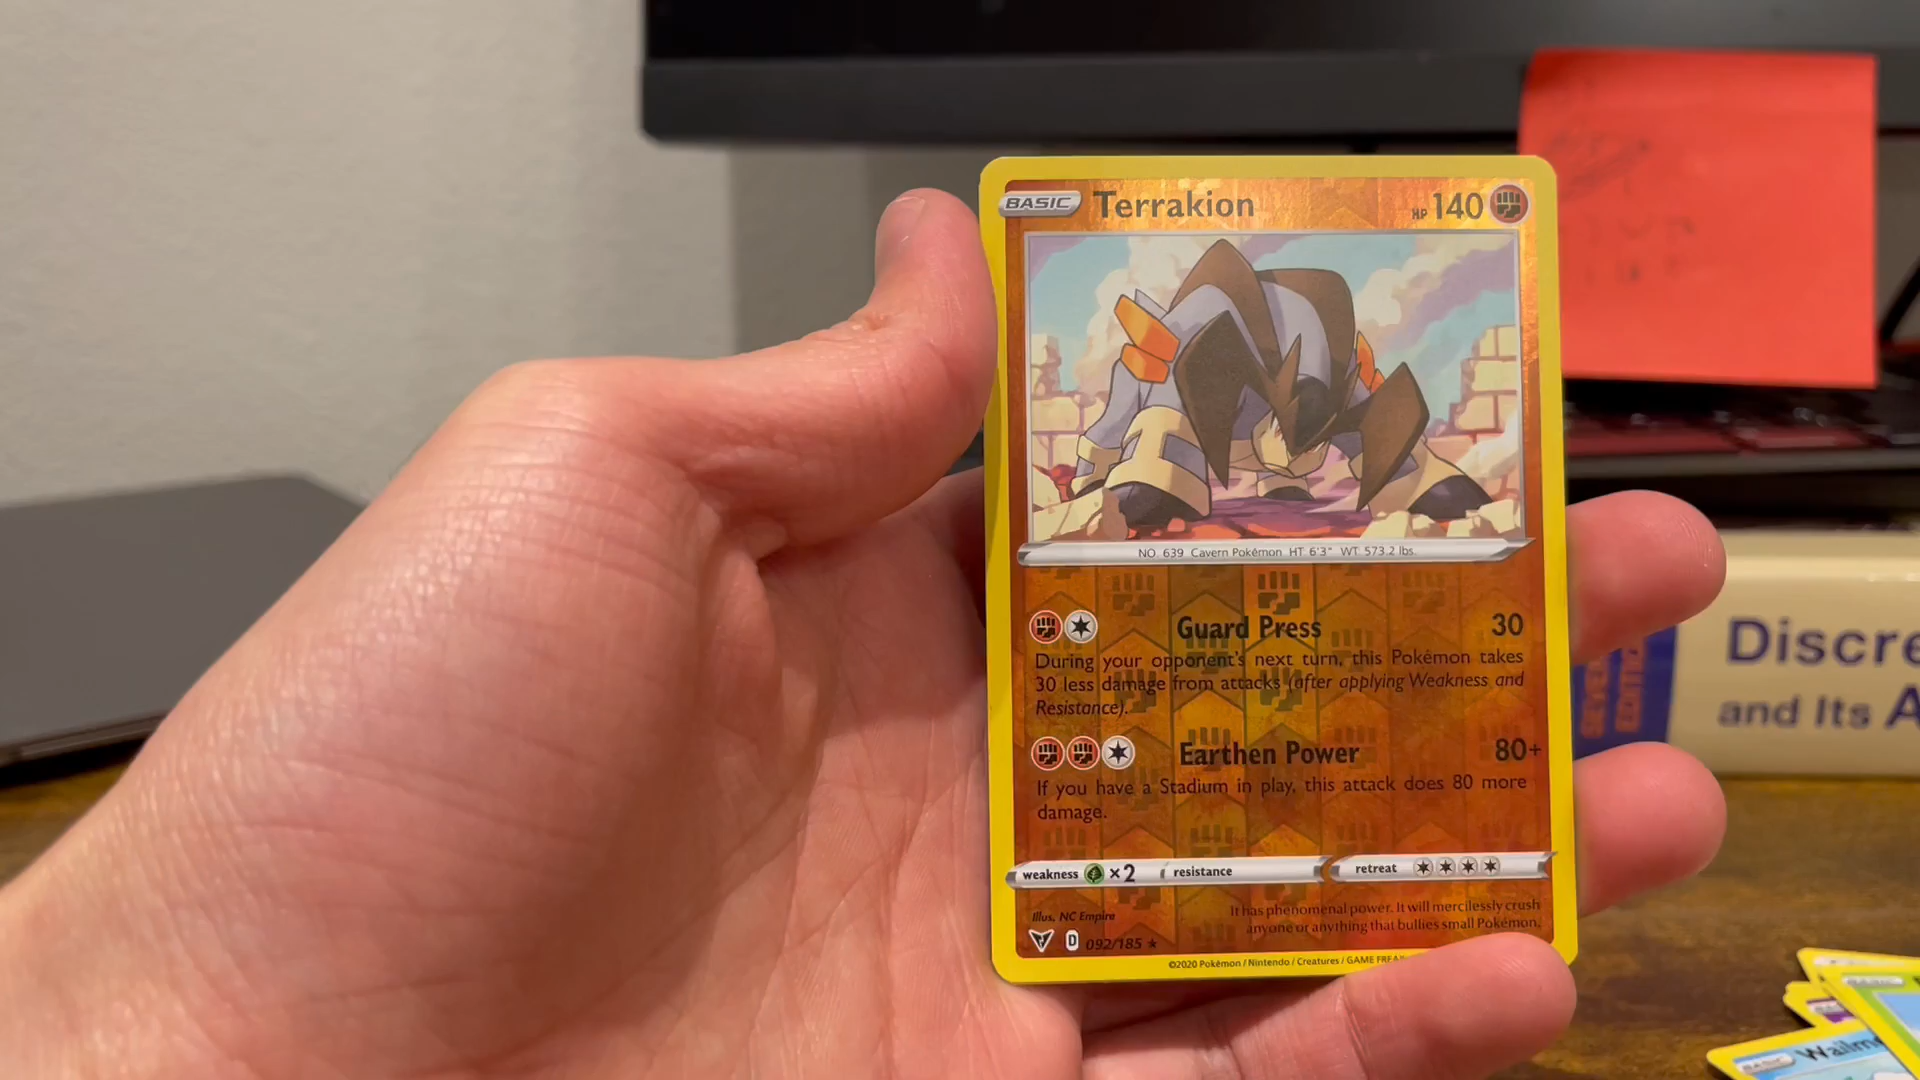 BASIC Terrakion HP 140
NO. 639 Cavern Pokémon HT 6'3" WT 573.2 lbs.
Guard Press 30
During your opponent's next turn, this Pokémon takes
30 less damage from attacks (after applying Weakness and
Resistance).
Earthen Power 80+
If you have a Stadium in play, this attack does 80 more
damage.
weakness ×2 resistance retreat
Illus. NC Empire
It has phenomenal power. It will mercilessly crush
anyone or anything that bullies small Pokémon.
D 092/185
©2020 Pokémon / Nintendo / Creatures / GAME
Discre
and Its A
EDITION
BASIC
BASIC Wailm